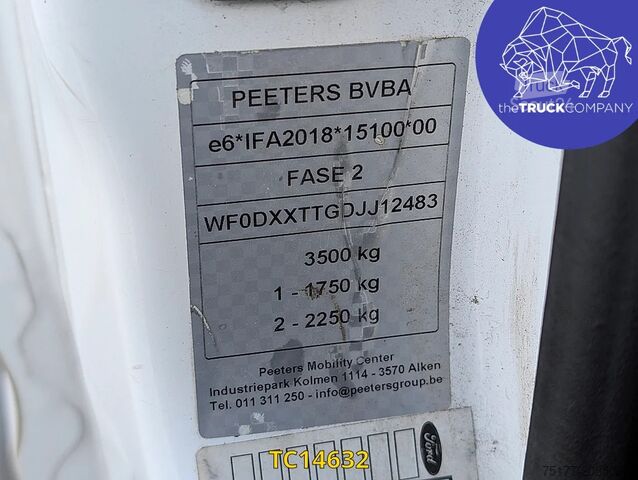 PEETERS BVBA
e6*IFA2018*15100*00
FASE 2
WF0DXXTTGDJJ12483
3500 kg
1 - 1750 kg
2 - 2250 kg
Peeters Mobility Center
Industriepark Kolmen 1114 - 3570 Alken
Tel. 011 311 250 - info@peetersgroup.be
theTRUCKCOMPANY
Ford
TC14632